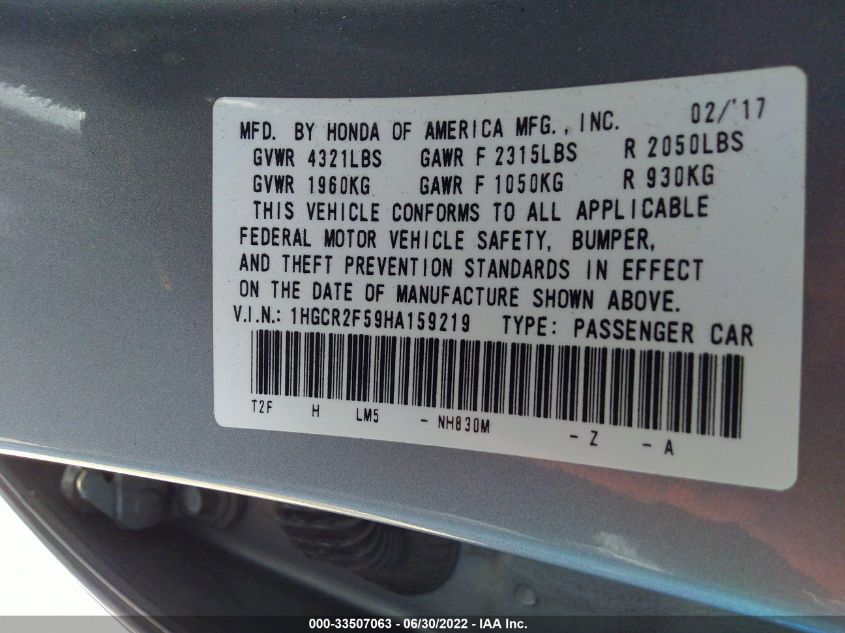 MFD. BY HONDA OF AMERICA MFG., INC. 02/'17
GVWR 4321LBS GAWR F 2315LBS R 2050LBS
GVWR 1960KG GAWR F 1050KG R 930KG
THIS VEHICLE CONFORMS TO ALL APPLICABLE
FEDERAL MOTOR VEHICLE SAFETY, BUMPER,
AND THEFT PREVENTION STANDARDS IN EFFECT
ON THE DATE OF MANUFACTURE SHOWN ABOVE.
V.I.N.: 1HGCR2F59HA159219 TYPE: PASSENGER CAR
T2F H LM5 - NH830M - Z - A
000-33507063 - 06/30/2022 - IAA Inc.